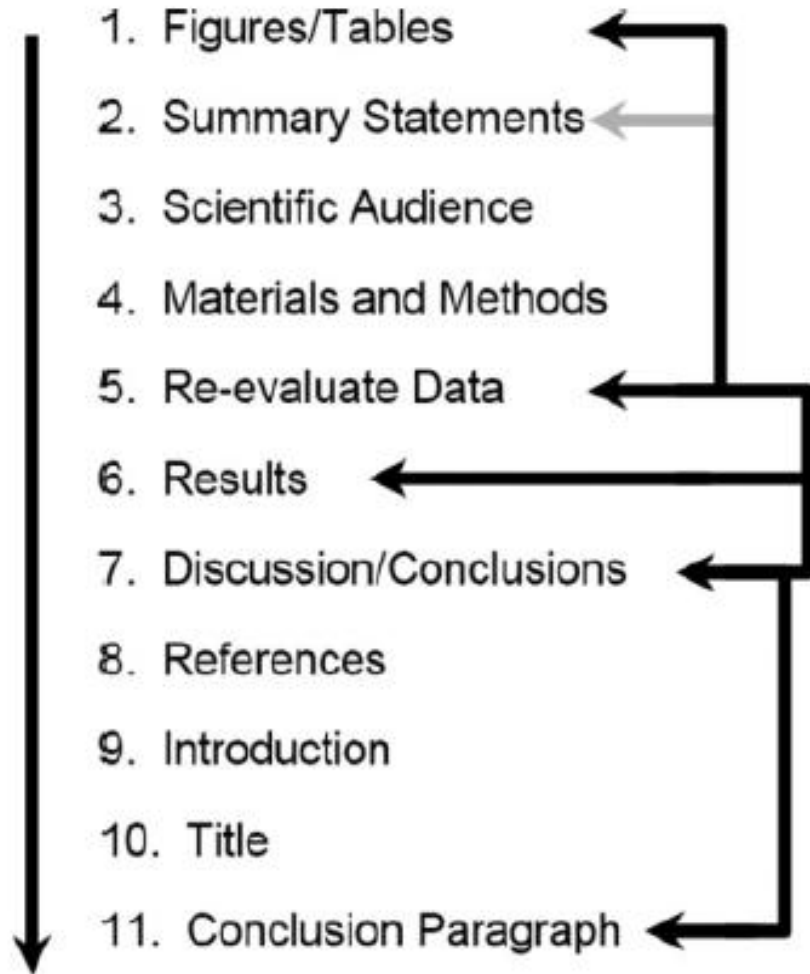 1. Figures/Tables
2. Summary Statements
3. Scientific Audience
4. Materials and Methods
5. Re-evaluate Data
6. Results
7. Discussion/Conclusions
8. References
9. Introduction
10. Title
11. Conclusion Paragraph